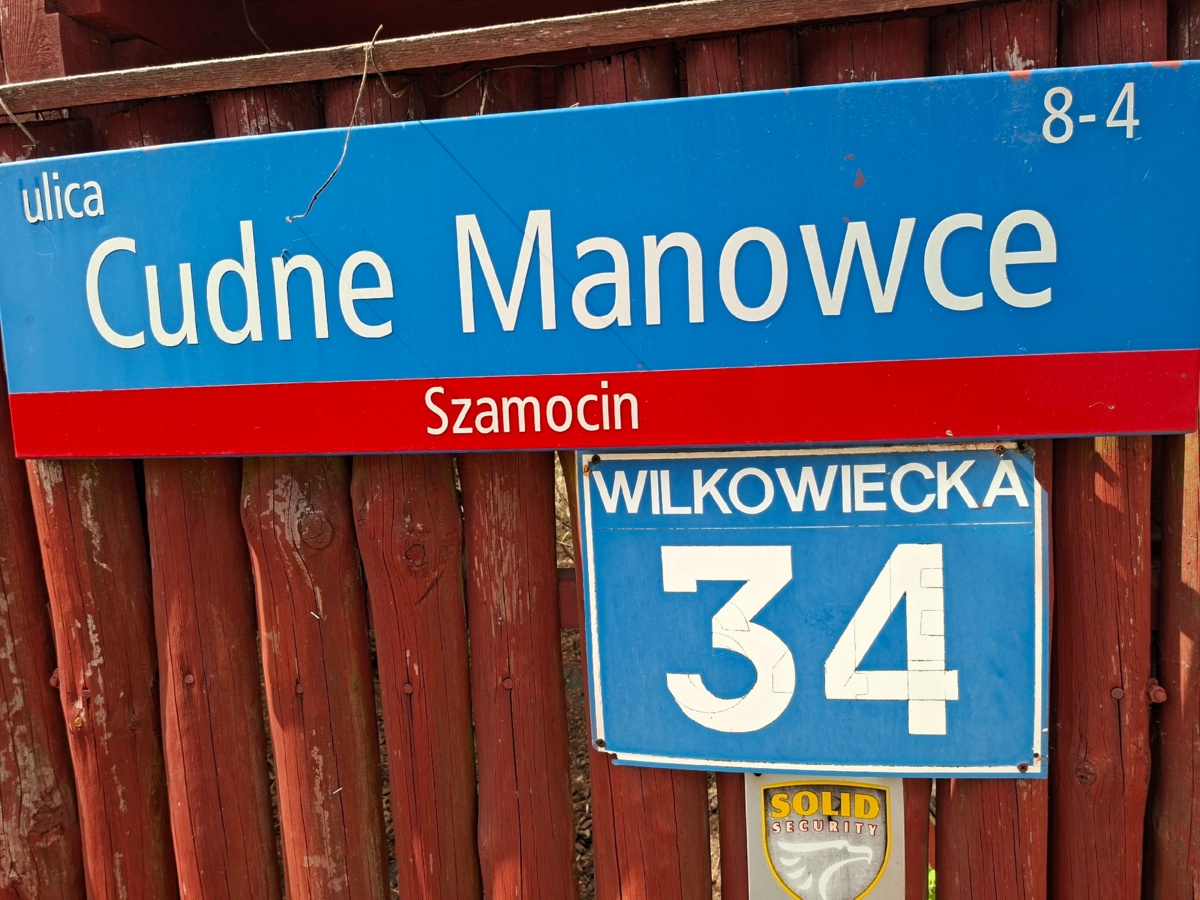 8-4
ulica
Cudne Manowce
Szamocin
WILKOWIECKA
34
SOLID
SECURITY